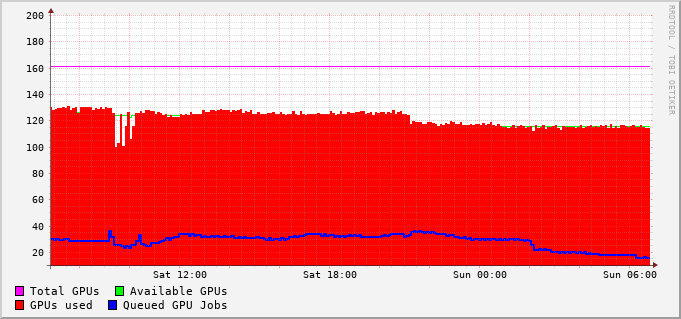 200
180
160
140
120
100
80
60
40
20
Sat 12:00 Sat 18:00 Sun 00:00 Sun 06:00
Total GPUs Available GPUs
GPUs used Queued GPU Jobs
RRDTOOL / TOBI OETIKER